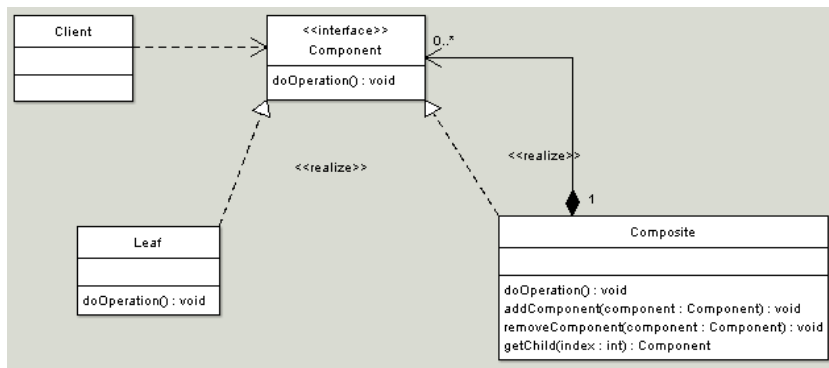 Client
<<interface>>
Component
0..*
doOperation() : void
<<realize>>
<<realize>>
1
Leaf
doOperation() : void
Composite
doOperation() : void
addComponent(component : Component) : void
removeComponent(component : Component) : void
getChild(index : int) : Component